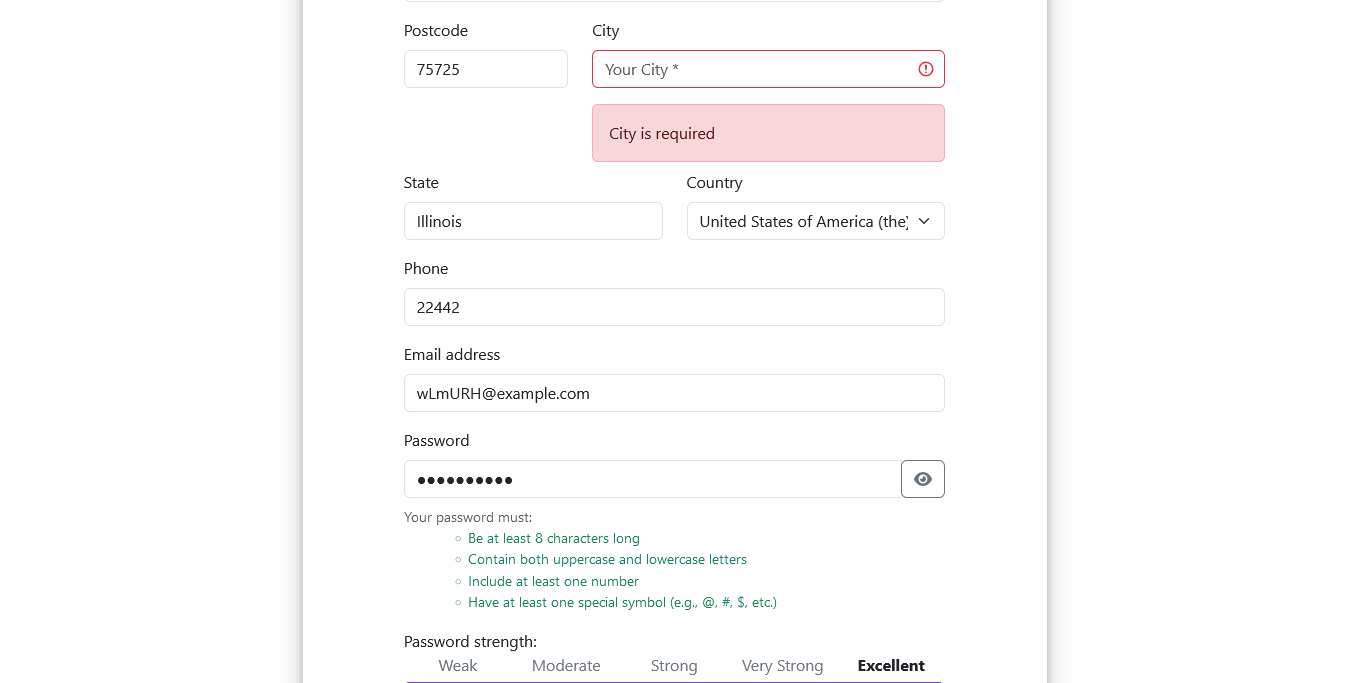 Postcode City
75725 Your City *
City is required
State Country
Illinois United States of America (the)
Phone
22442
Email address
wLmURH@example.com
Password
●●●●●●●●●●
Your password must:
Be at least 8 characters long
Contain both uppercase and lowercase letters
Include at least one number
Have at least one special symbol (e.g., @, #, $, etc.)
Password strength:
Weak Moderate Strong Very Strong Excellent